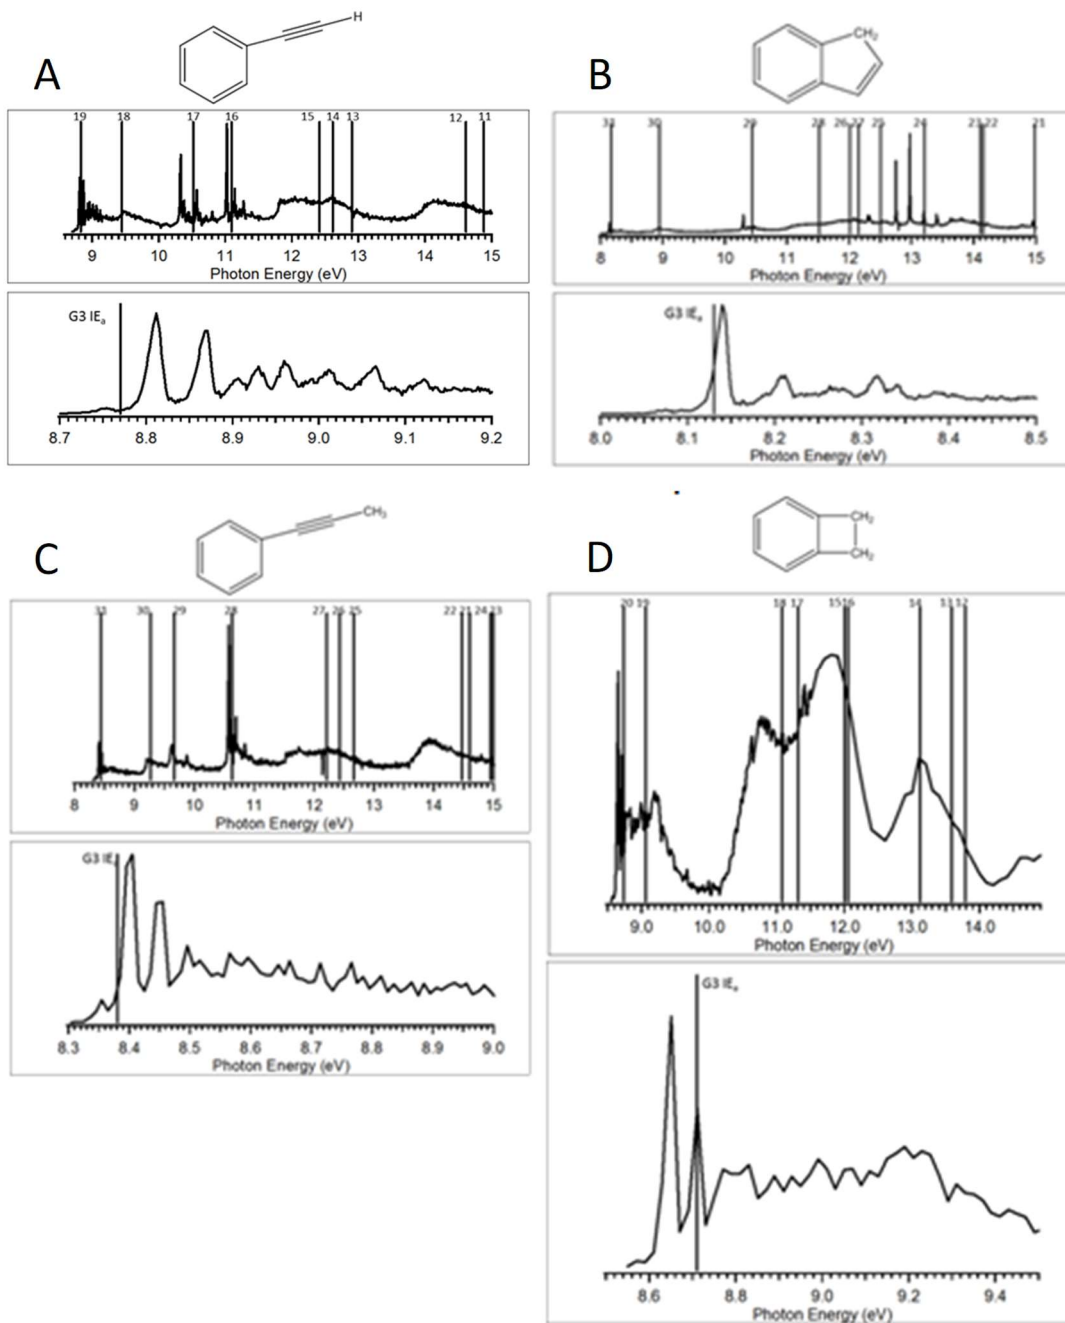 A
H
19 18 17 16 15 14 13 12 11
9 10 11 12 13 14 15
Photon Energy (eV)
G3 IEa
8.7 8.8 8.9 9.0 9.1 9.2
Photon Energy (eV)
B
CH2
30 29 28 26 27 25 24 23 22 21
8 9 10 11 12 13 14 15
Photon Energy (eV)
G3 IEa
8.0 8.1 8.2 8.3 8.4 8.5
Photon Energy (eV)
C
CH3
31 30 29 28 27 26 25 22 21 24 23
8 9 10 11 12 13 14 15
Photon Energy (eV)
G3 IE
8.3 8.4 8.5 8.6 8.7 8.8 8.9 9.0
Photon Energy (eV)
D
CH2
CH2
20 19 18 17 15 16 14 13 12
9.0 10.0 11.0 12.0 13.0 14.0
Photon Energy (eV)
G3 IEa
8.6 8.8 9.0 9.2 9.4
Photon Energy (eV)